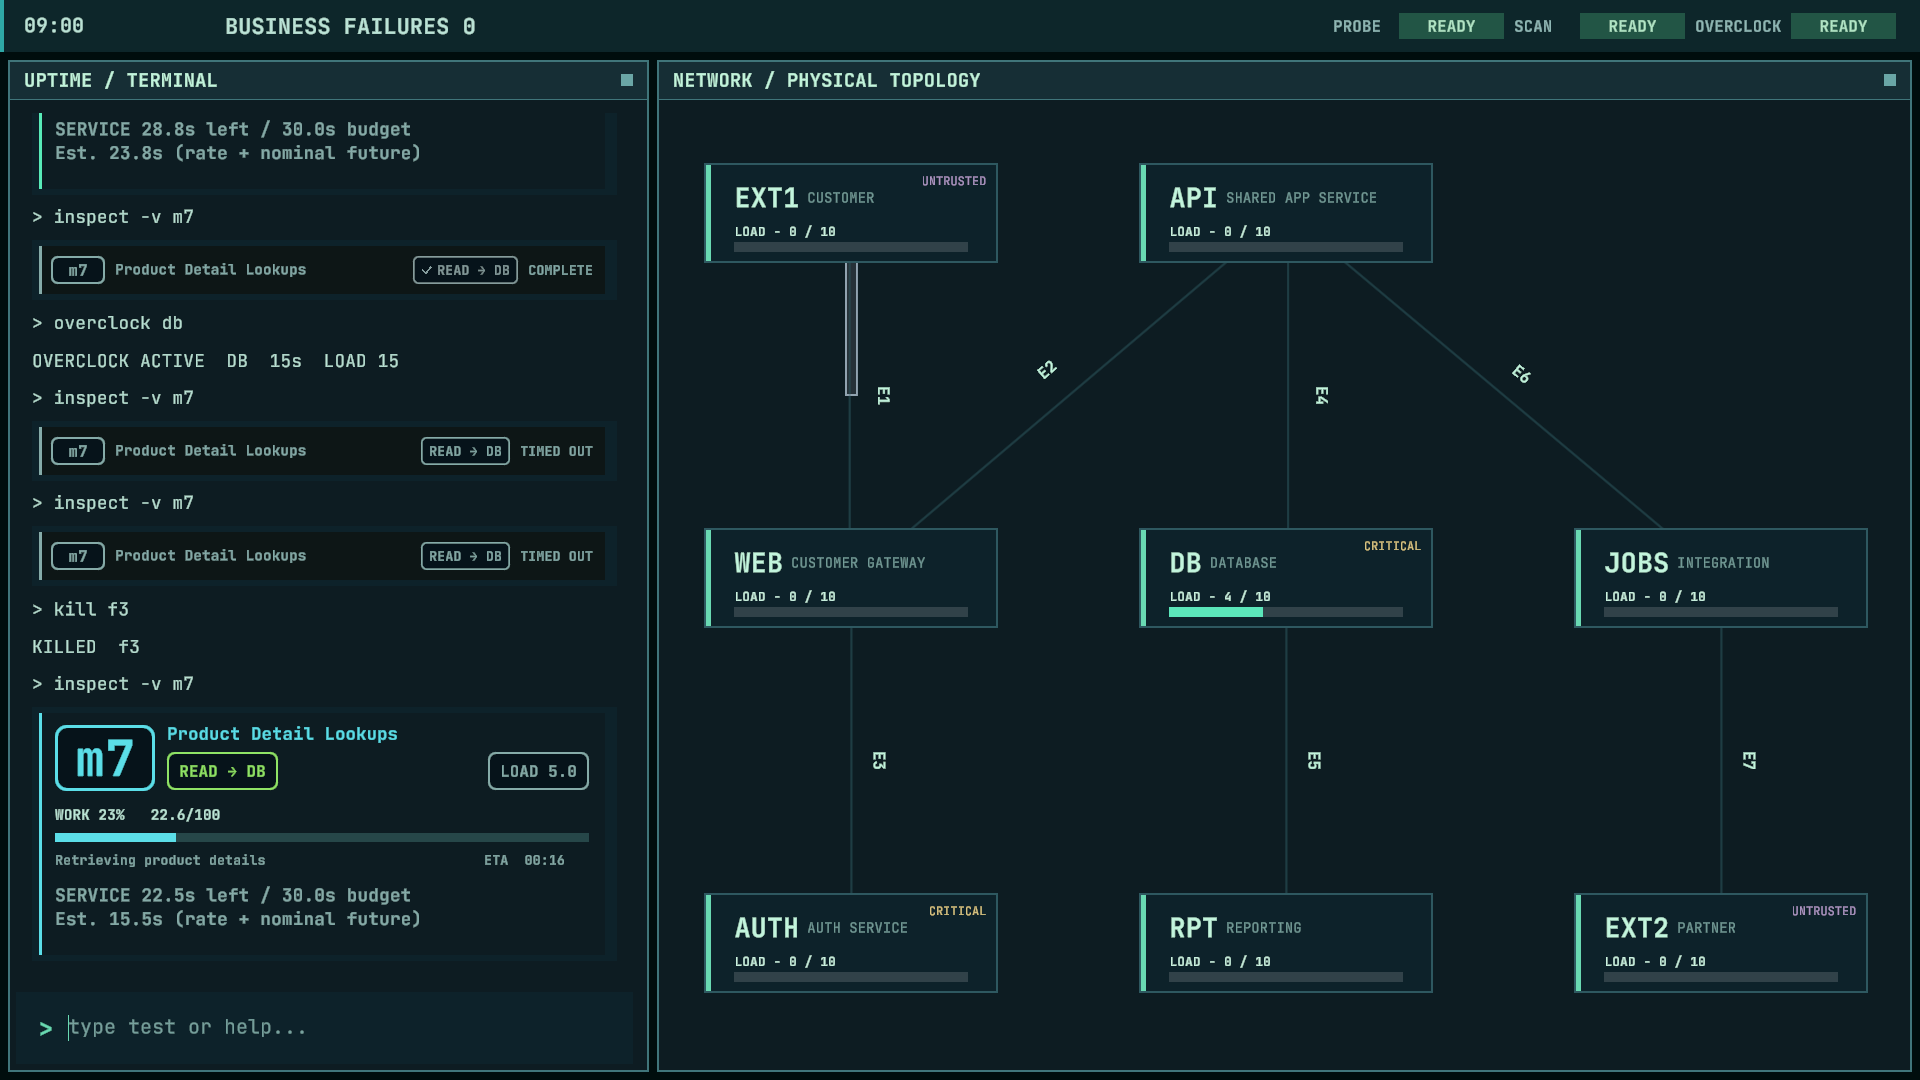 09:00
BUSINESS FAILURES 0
PROBE READY SCAN READY OVERCLOCK READY
UPTIME / TERMINAL
SERVICE 28.8s left / 30.0s budget
Est. 23.8s (rate + nominal future)
> inspect -v m7
m7 Product Detail Lookups ✓ READ → DB COMPLETE
> overclock db
OVERCLOCK ACTIVE DB 15s LOAD 15
> inspect -v m7
m7 Product Detail Lookups READ → DB TIMED OUT
> inspect -v m7
m7 Product Detail Lookups READ → DB TIMED OUT
> kill f3
KILLED f3
> inspect -v m7
m7 Product Detail Lookups
READ → DB LOAD 5.0
WORK 23% 22.6/100
Retrieving product details ETA 00:16
SERVICE 22.5s left / 30.0s budget
Est. 15.5s (rate + nominal future)
> type test or help...
NETWORK / PHYSICAL TOPOLOGY
UNTRUSTED
EXT1 CUSTOMER
LOAD - 0 / 10
API SHARED APP SERVICE
LOAD - 0 / 10
E1
E2
E4
E6
WEB CUSTOMER GATEWAY
LOAD - 0 / 10
CRITICAL
DB DATABASE
LOAD - 4 / 10
JOBS INTEGRATION
LOAD - 0 / 10
E3
E5
E7
CRITICAL
AUTH AUTH SERVICE
LOAD - 0 / 10
RPT REPORTING
LOAD - 0 / 10
UNTRUSTED
EXT2 PARTNER
LOAD - 0 / 10